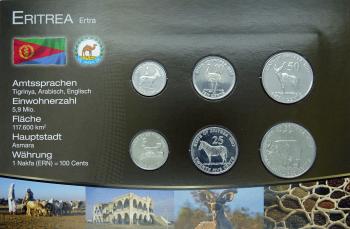 ERITREA Ertra
Amtssprachen
Tigrinya, Arabisch, Englisch
Einwohnerzahl
5,9 Mio.
Fläche
117.600 km²
Hauptstadt
Asmara
Währung
1 Nakfa (ERN) = 100 Cents
50
25